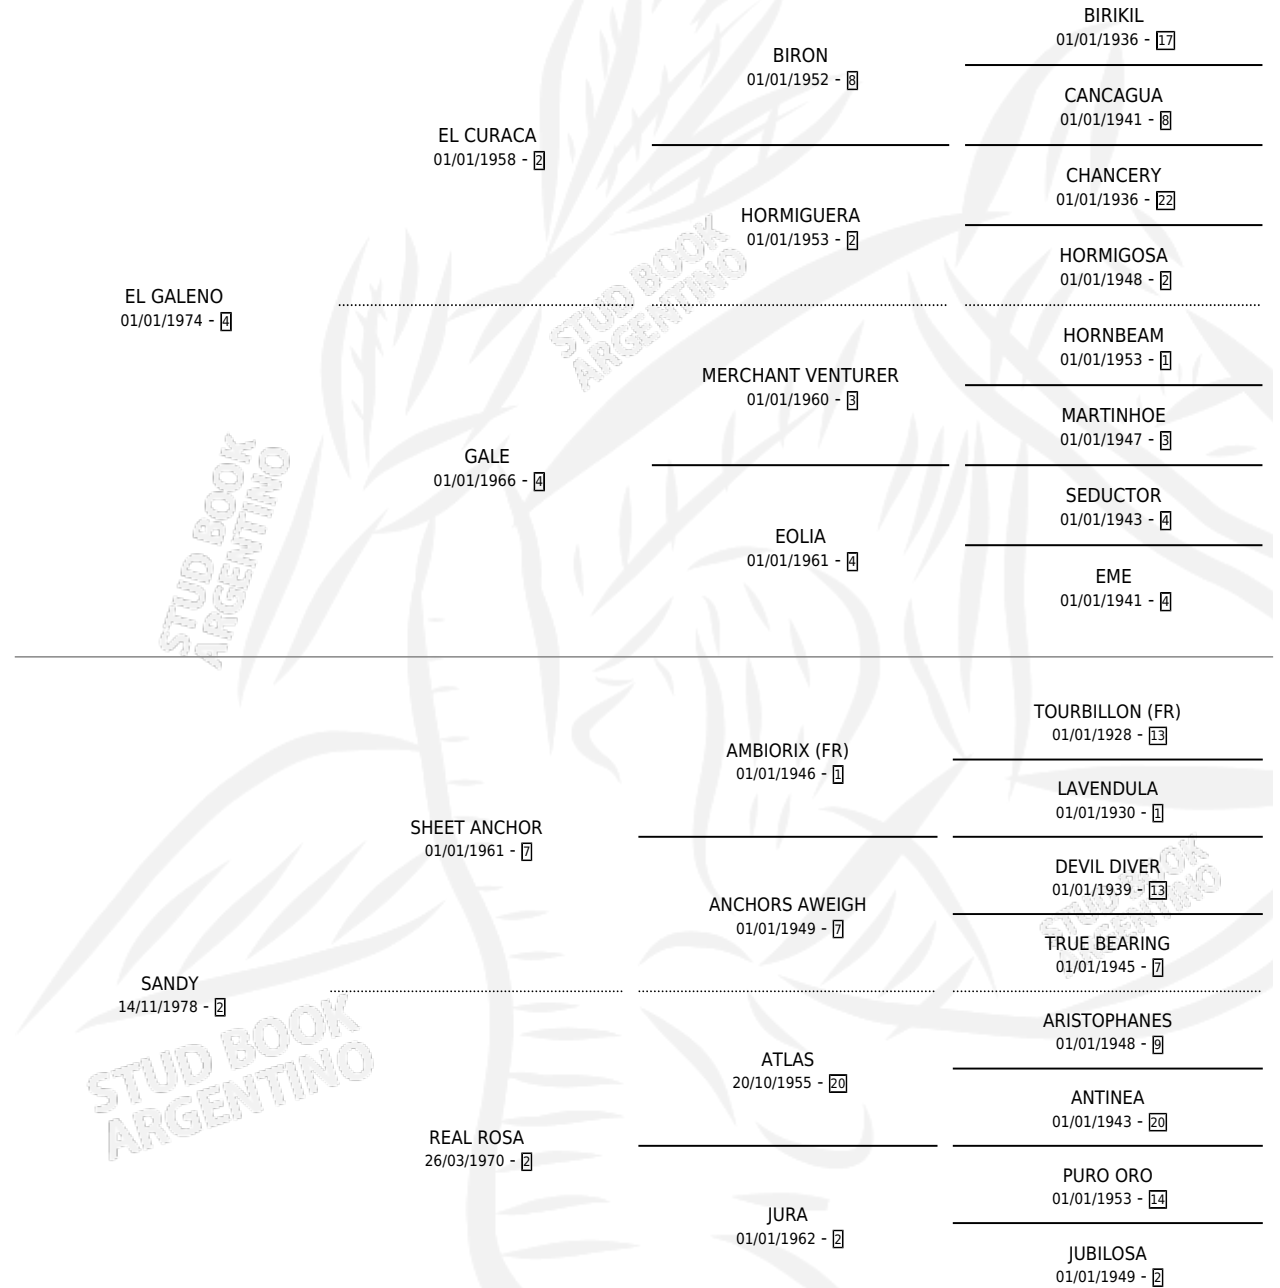 BIRIKIL
01/01/1936 - 17
BIRON
01/01/1952 - 8
CANCAGUA
01/01/1941 - 8
EL CURACA
01/01/1958 - 2
CHANCERY
01/01/1936 - 22
HORMIGUERA
01/01/1953 - 2
HORMIGOSA
01/01/1948 - 2
STUD BOOK
ARGENTINO
EL GALENO
01/01/1974 - 4
HORNBEAM
01/01/1953 - 1
MERCHANT VENTURER
01/01/1960 - 3
MARTINHOE
01/01/1947 - 3
GALE
01/01/1966 - 4
SEDUCTOR
01/01/1943 - 4
EOLIA
01/01/1961 - 4
EME
01/01/1941 - 4
STUD BOOK
ARGENTINO
TOURBILLON (FR)
01/01/1928 - 13
AMBIORIX (FR)
01/01/1946 - 1
LAVENDULA
01/01/1930 - 1
SHEET ANCHOR
01/01/1961 - 7
DEVIL DIVER
01/01/1939 - 13
ANCHORS AWEIGH
01/01/1949 - 7
STUD BOOK
ARGENTINO
TRUE BEARING
01/01/1945 - 7
SANDY
14/11/1978 - 2
ARISTOPHANES
01/01/1948 - 9
ATLAS
20/10/1955 - 20
ANTINEA
01/01/1943 - 20
STUD BOOK
ARGENTINO
REAL ROSA
26/03/1970 - 2
PURO ORO
01/01/1953 - 14
JURA
01/01/1962 - 2
JUBILOSA
01/01/1949 - 2